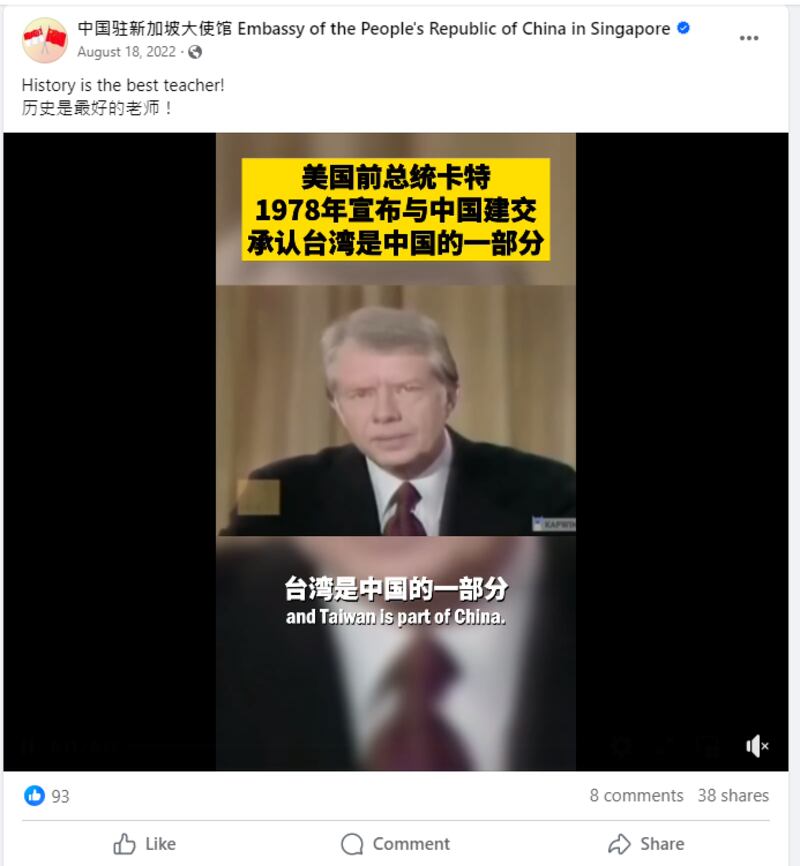 中国驻新加坡大使馆 Embassy of the People's Republic of China in Singapore
August 18, 2022 ·
History is the best teacher!
历史是最好的老师！
美国前总统卡特
1978年宣布与中国建交
承认台湾是中国的一部分
KAPWIN
台湾是中国的一部分
and Taiwan is part of China.
93
8 comments 38 shares
Like Comment Share